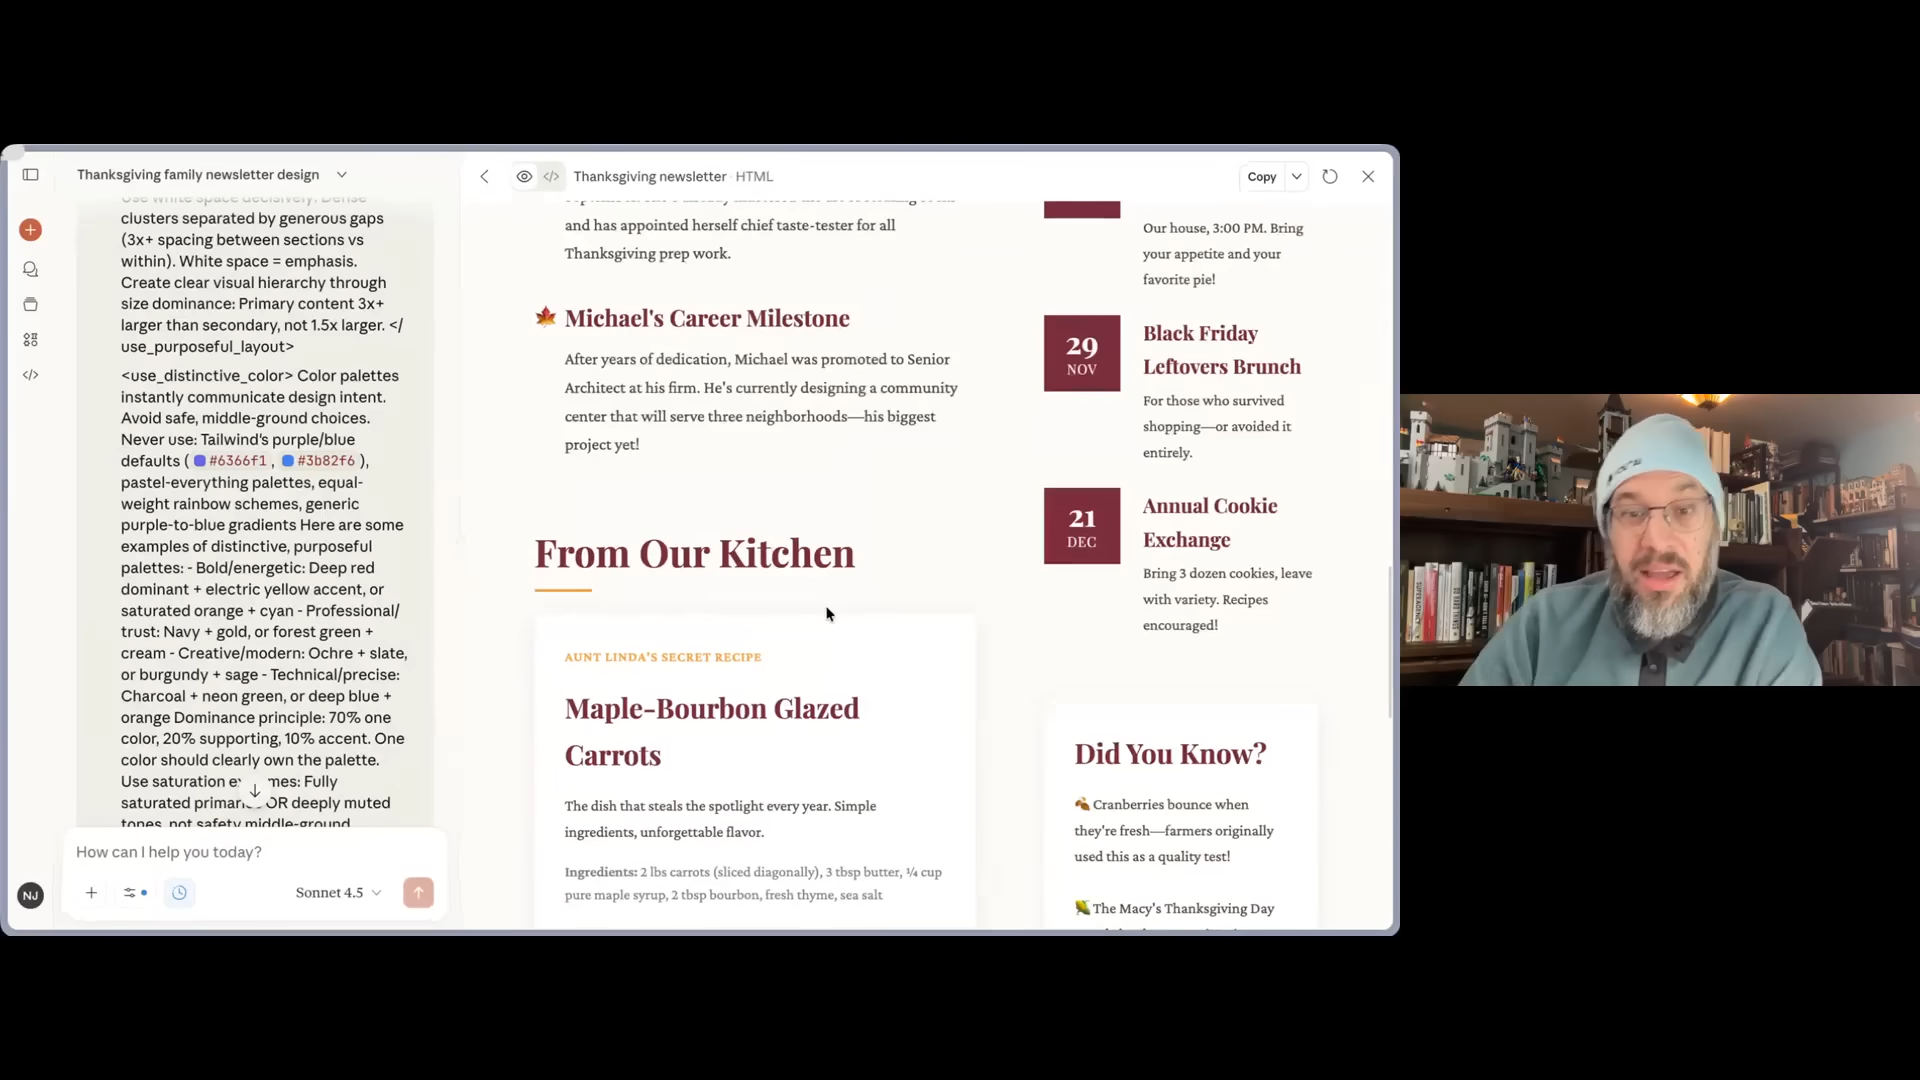 Thanksgiving family newsletter design
Use white space decisively. Dense
clusters separated by generous gaps
(3x+ spacing between sections vs
within). White space = emphasis.
Create clear visual hierarchy through
size dominance: Primary content 3x+
larger than secondary, not 1.5x larger. </
use_purposeful_layout>
<use_distinctive_color> Color palettes
instantly communicate design intent.
Avoid safe, middle-ground choices.
Never use: Tailwind's purple/blue
defaults ( #6366f1 , #3b82f6 ),
pastel-everything palettes, equal-
weight rainbow schemes, generic
purple-to-blue gradients Here are some
examples of distinctive, purposeful
palettes: - Bold/energetic: Deep red
dominant + electric yellow accent, or
saturated orange + cyan - Professional/
trust: Navy + gold, or forest green +
cream - Creative/modern: Ochre + slate,
or burgundy + sage - Technical/precise:
Charcoal + neon green, or deep blue +
orange Dominance principle: 70% one
color, 20% supporting, 10% accent. One
color should clearly own the palette.
Use saturation Fully
OR deeply muted
tones, not safety middle-ground
How can I help you today?
Sonnet 4.5
NJ
Thanksgiving newsletter · HTML
Copy
and has appointed herself chief taste-tester for all
Thanksgiving prep work.
🍁 Michael's Career Milestone
After years of dedication, Michael was promoted to Senior
Architect at his firm. He's currently designing a community
center that will serve three neighborhoods—his biggest
project yet!
From Our Kitchen
AUNT LINDA'S SECRET RECIPE
Maple-Bourbon Glazed
Carrots
The dish that steals the spotlight every year. Simple
ingredients, unforgettable flavor.
Ingredients: 2 lbs carrots (sliced diagonally), 3 tbsp butter, ¼ cup
pure maple syrup, 2 tbsp bourbon, fresh thyme, sea salt
Our house, 3:00 PM. Bring
your appetite and your
favorite pie!
29
NOV
Black Friday
Leftovers Brunch
For those who survived
shopping—or avoided it
entirely.
21
DEC
Annual Cookie
Exchange
Bring 3 dozen cookies, leave
with variety. Recipes
encouraged!
Did You Know?
🌰 Cranberries bounce when
they're fresh—farmers originally
used this as a quality test!
🌽 The Macy's Thanksgiving Day